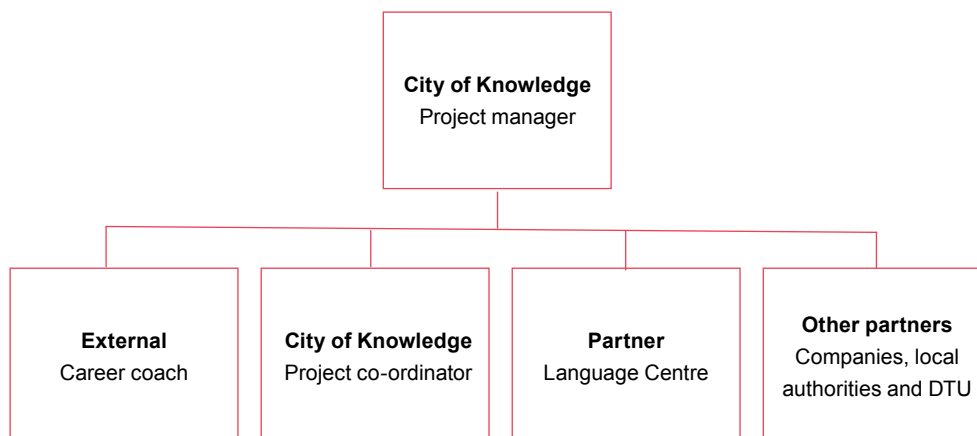 City of Knowledge
Project manager
External
Career coach
City of Knowledge
Project co-ordinator
Partner
Language Centre
Other partners
Companies, local
authorities and DTU